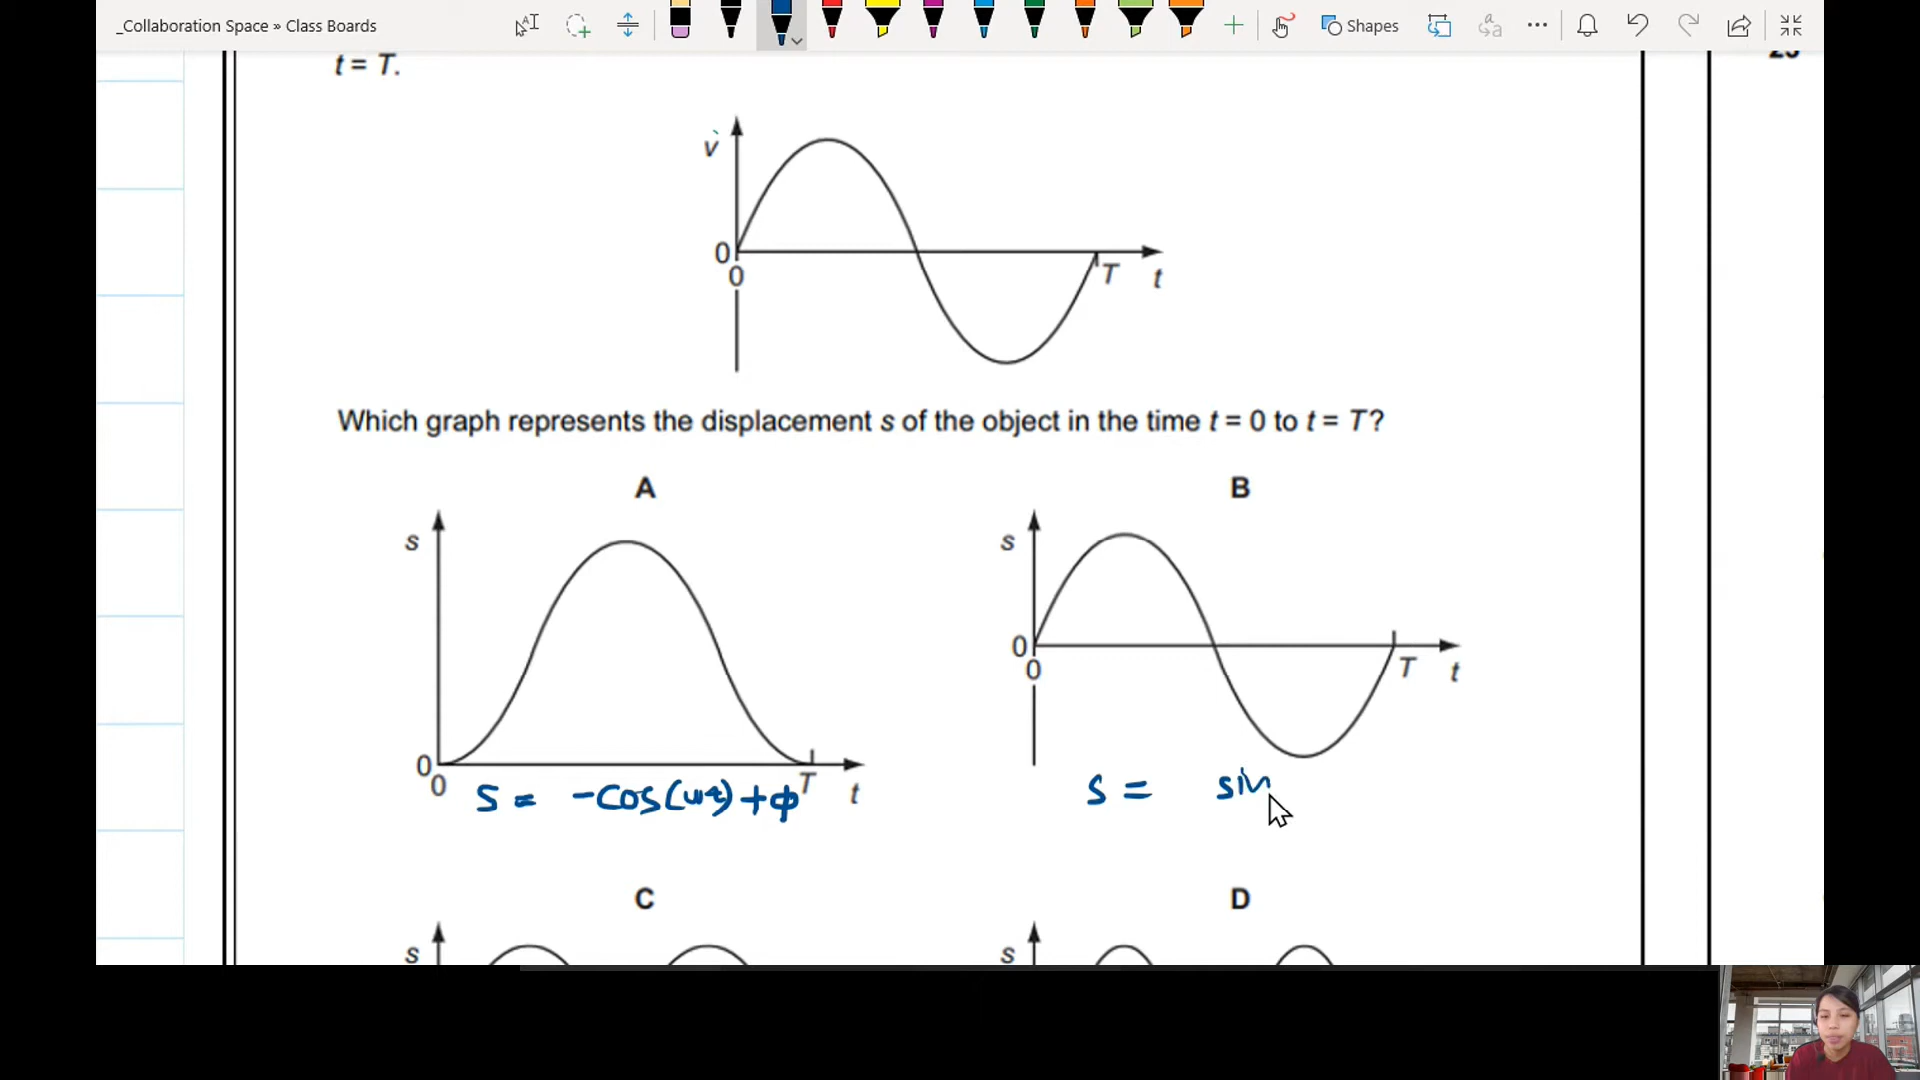 _Collaboration Space » Class Boards
Shapes
t = T.
v
0
0
T
t
Which graph represents the displacement s of the object in the time t = 0 to t = T?
A
B
s
0
0
T
t
s
0
0
T
t
s = -cos(ωt) + φ
s = sin
C
D
s
s